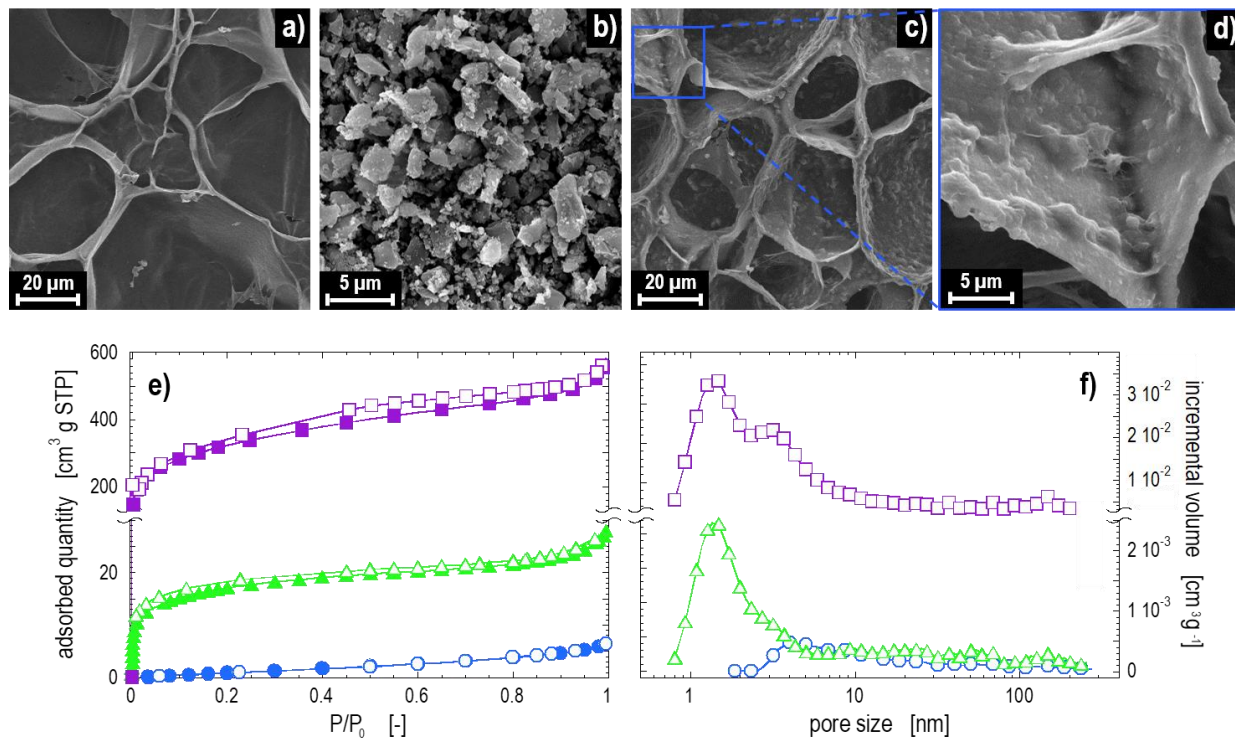 a)
20 µm
b)
5 µm
c)
20 µm
d)
5 µm
e)
adsorbed quantity [cm³ g STP]
600
400
200
20
0
0 0.2 0.4 0.6 0.8 1
P/P₀ [-]
f)
incremental volume [cm³g⁻¹]
3 10⁻²
2 10⁻²
1 10⁻²
2 10⁻³
1 10⁻³
0
1 10 100
pore size [nm]